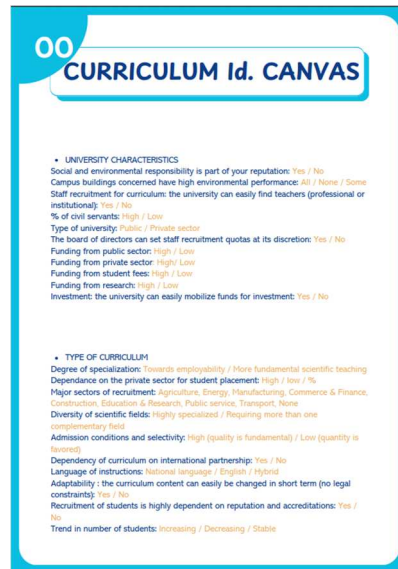 00
CURRICULUM Id. CANVAS
• UNIVERSITY CHARACTERISTICS
Social and environmental responsibility is part of your reputation: Yes / No
Campus buildings concerned have high environmental performance: All / None / Some
Staff recruitment for curriculum: the university can easily find teachers (professional or
institutional): Yes / No
% of civil servants: High / Low
Type of university: Public / Private sector
The board of directors can set staff recruitment quotas at its discretion: Yes / No
Funding from public sector: High / Low
Funding from private sector: High/ Low
Funding from student fees: High / Low
Funding from research: High / Low
Investment: the university can easily mobilize funds for investment: Yes / No
• TYPE OF CURRICULUM
Degree of specialization: Towards employability / More fundamental scientific teaching
Dependance on the private sector for student placement: High / low / %
Major sectors of recruitment: Agriculture, Energy, Manufacturing, Commerce & Finance,
Construction, Education & Research, Public service, Transport, None
Diversity of scientific fields: Highly specialized / Requiring more than one
complementary field
Admission conditions and selectivity: High (quality is fundamental) / Low (quantity is
favored)
Dependency of curriculum on international partnership: Yes / No
Language of instructions: National language / English / Hybrid
Adaptability : the curriculum content can easily be changed in short term (no legal
constraints): Yes / No
Recruitment of students is highly dependent on reputation and accreditations: Yes /
No
Trend in number of students: Increasing / Decreasing / Stable